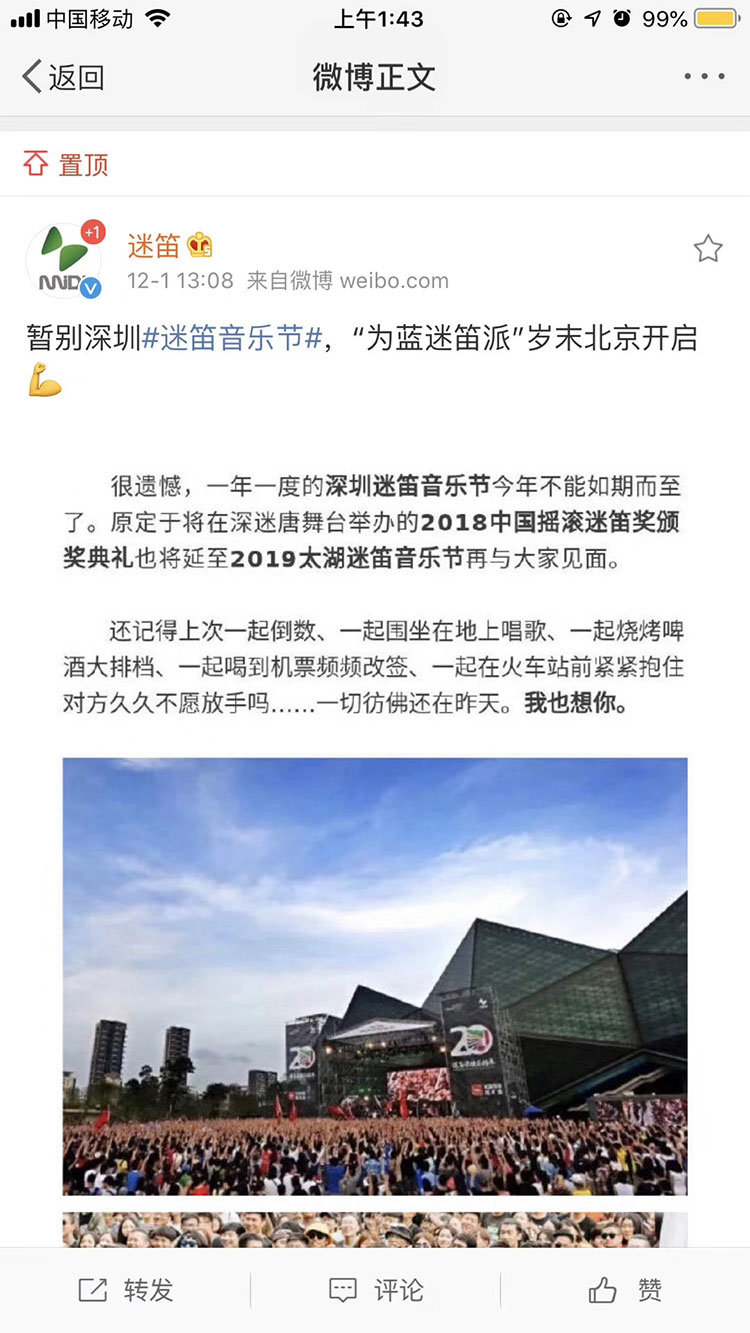 中国移动 上午1:43 99%
返回 微博正文
置顶
+1
MIDI
迷笛
12-1 13:08 来自微博 weibo.com
暂别深圳#迷笛音乐节#，“为蓝迷笛派”岁末北京开启
很遗憾，一年一度的深圳迷笛音乐节今年不能如期而至
了。原定于将在深迷唐舞台举办的2018中国摇滚迷笛奖颁
奖典礼也将延至2019太湖迷笛音乐节再与大家见面。
还记得上次一起倒数、一起围坐在地上唱歌、一起烧烤啤
酒大排档、一起喝到机票频频改签、一起在火车站前紧紧抱住
对方久久不愿放手吗……一切彷佛还在昨天。我也想你。
20 20
转发 评论 赞